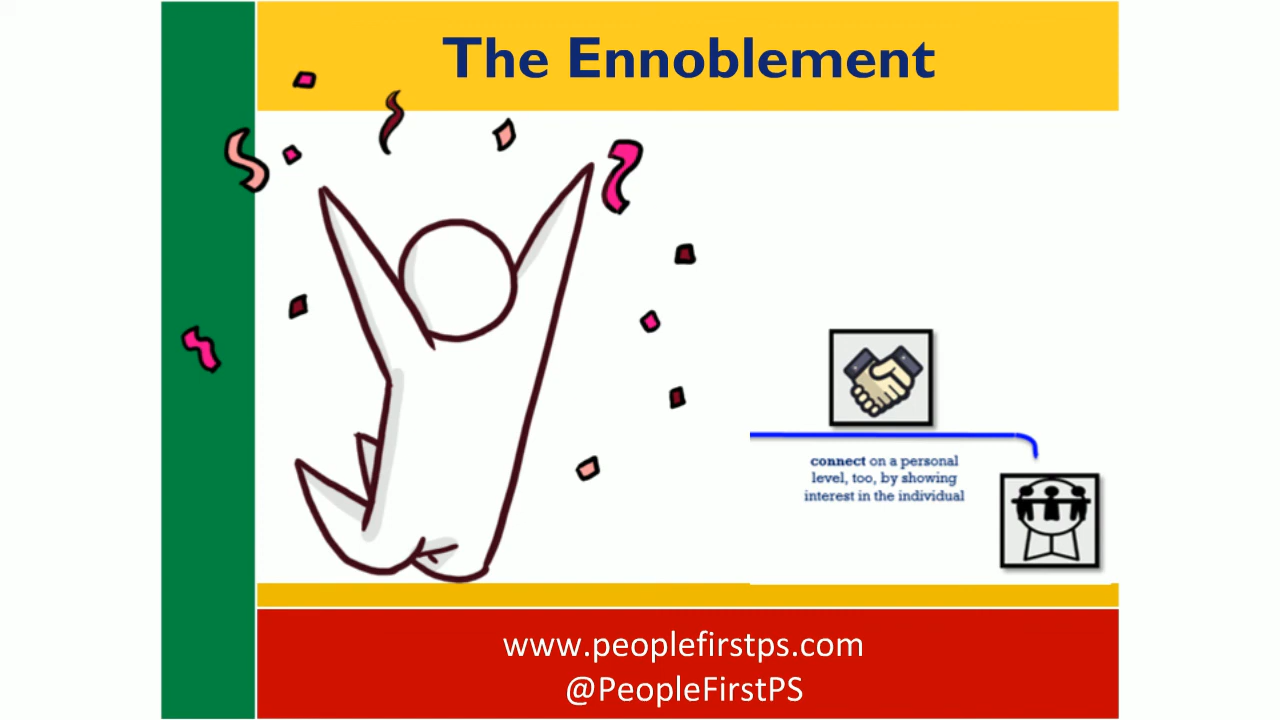 The Ennoblement
connect on a personal
level, too, by showing
interest in the individual
www.peoplefirstps.com
@PeopleFirstPS